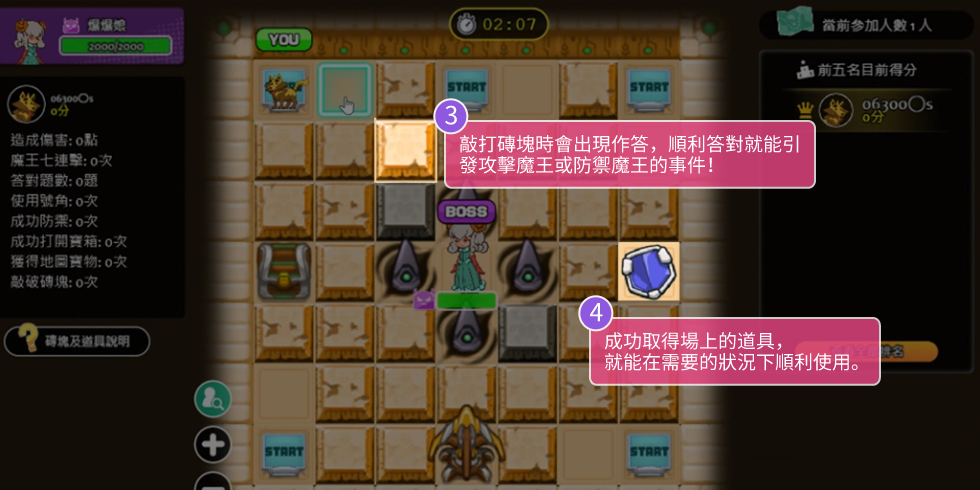 爆爆娘
2000/2000
YOU
02:07
當前參加人數1人
06300Os
0分
造成傷害:0點
魔王七連擊:0次
答對題數:0題
使用號角:0次
成功防禦:0次
成功打開寶箱:0次
獲得地圖寶物:0次
敲破磚塊:0次
磚塊及道具說明
START
START
3
敲打磚塊時會出現作答，順利答對就能引
發攻擊魔王或防禦魔王的事件！
BOSS
前五名目前得分
06300Os
0分
4
成功取得場上的道具，
就能在需要的狀況下順利使用。
排名
START
START